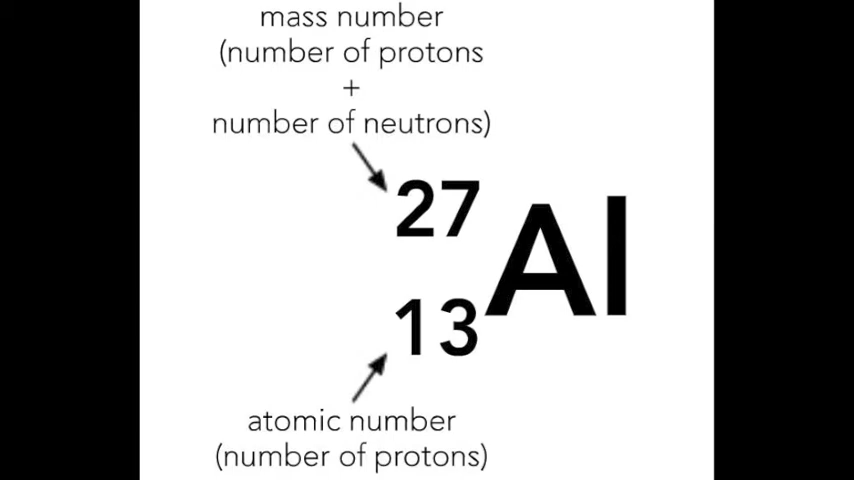 mass number
(number of protons
+
number of neutrons)
27
Al
13
atomic number
(number of protons)